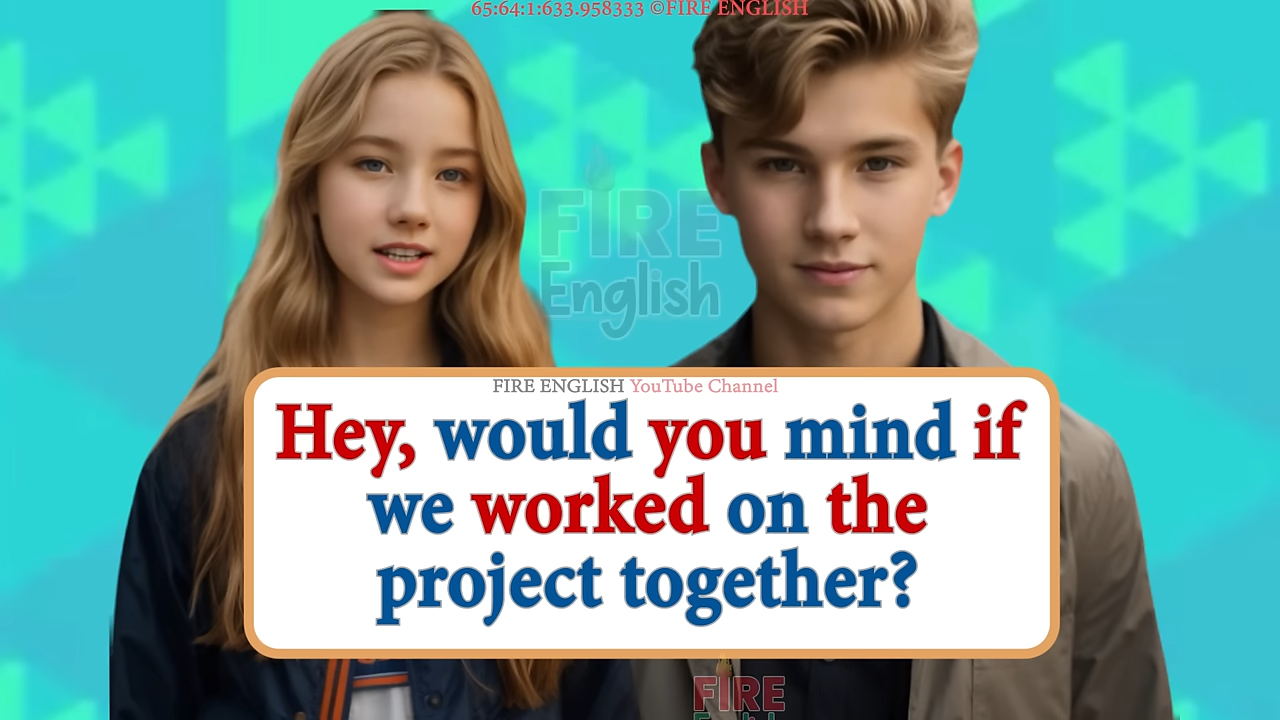 65:64:1:633.958333 ©FIRE ENGLISH
FIRE
English
FIRE ENGLISH YouTube Channel
Hey, would you mind if
we worked on the
project together?
FIRE
English